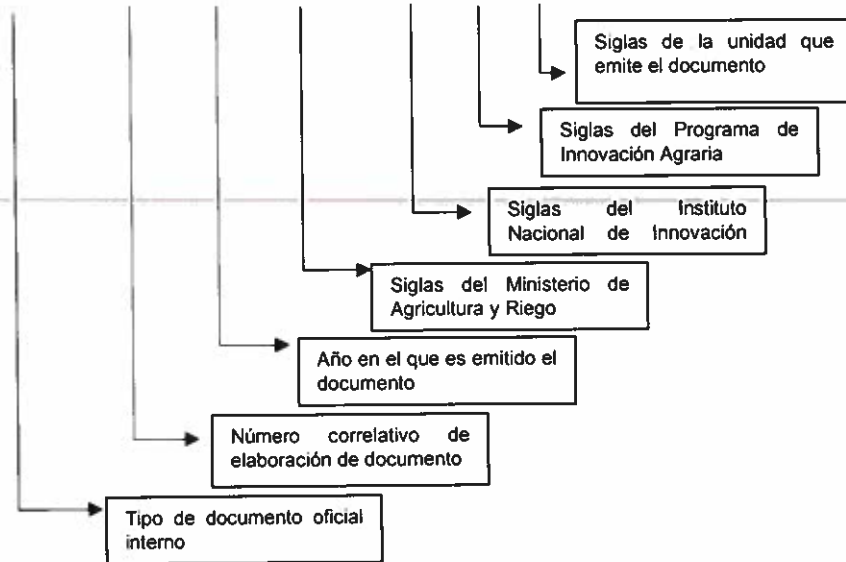 Siglas de la unidad que
emite el documento
Siglas del Programa de
Innovación Agraria
Siglas del Instituto
Nacional de Innovación
Siglas del Ministerio de
Agricultura y Riego
Año en el que es emitido el
documento
Número correlativo de
elaboración de documento
Tipo de documento oficial
interno